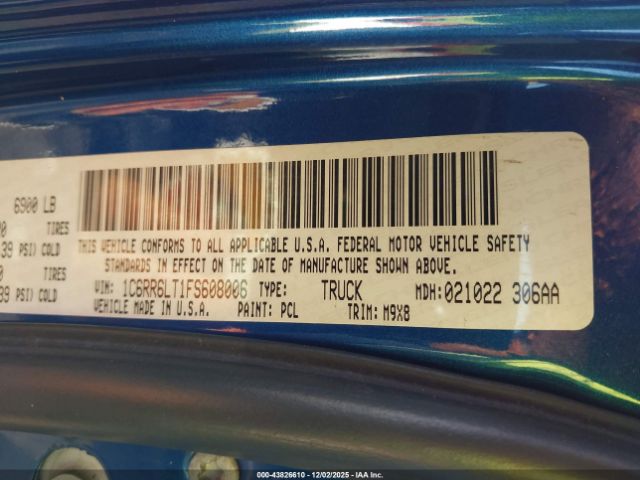 6900 LB
TIRES
39 PSI) COLD
TIRES
39 PSI) COLD
THIS VEHICLE CONFORMS TO ALL APPLICABLE U.S.A. FEDERAL MOTOR VEHICLE SAFETY
STANDARDS IN EFFECT ON THE DATE OF MANUFACTURE SHOWN ABOVE.
VIN: 1C6RR6LT1FS608006 TYPE: TRUCK MDH: 021022 306AA
VEHICLE MADE IN U.S.A. PAINT: PCL TRIM: M9X8
000-43826610 - 12/02/2025 - IAA Inc.